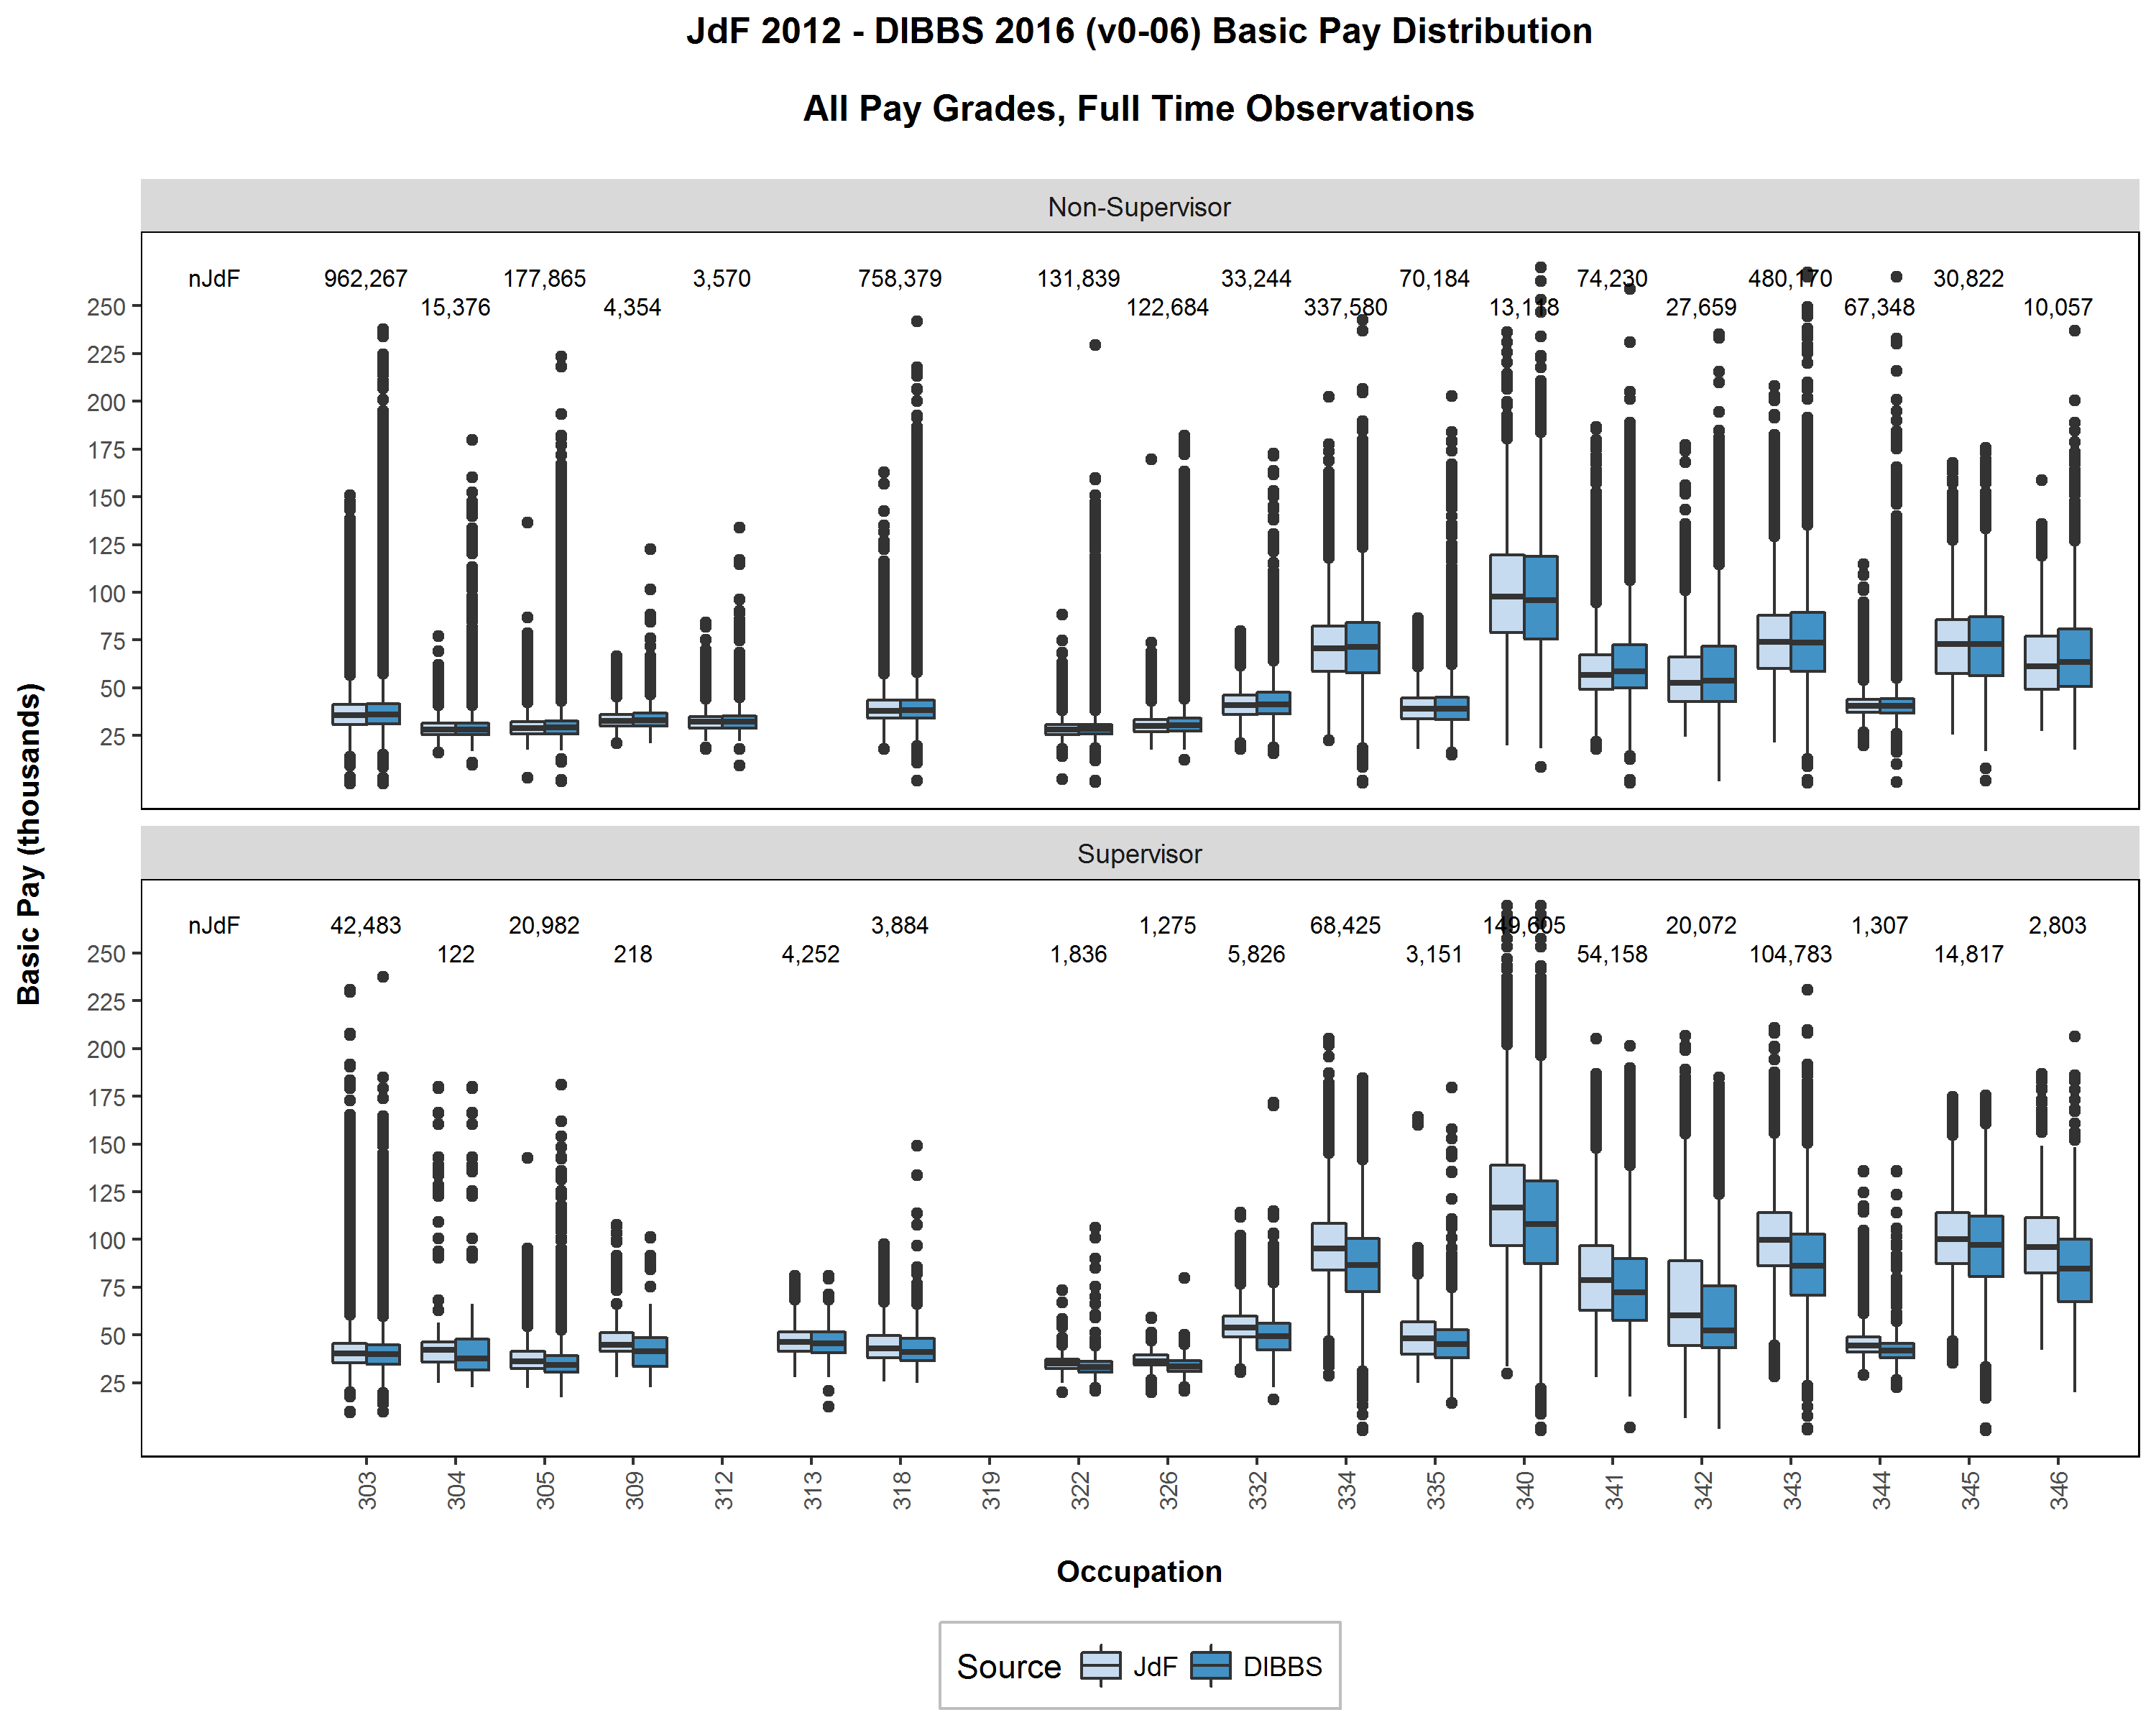 JdF 2012 - DIBBS 2016 (v0-06) Basic Pay Distribution
All Pay Grades, Full Time Observations
Non-Supervisor
nJdF 962,267 177,865 3,570 758,379 131,839 33,244 70,184 74,230 480,170 30,822
15,376 4,354 122,684 337,580 13,118 27,659 67,348 10,057
250
225
200
175
150
125
100
75
50
25
Supervisor
nJdF 42,483 20,982 3,884 1,275 68,425 149,605 20,072 1,307 2,803
122 218 4,252 1,836 5,826 3,151 54,158 104,783 14,817
250
225
200
175
150
125
100
75
50
25
Basic Pay (thousands)
303 304 305 309 312 313 318 319 322 326 332 334 335 340 341 342 343 344 345 346
Occupation
Source JdF DIBBS